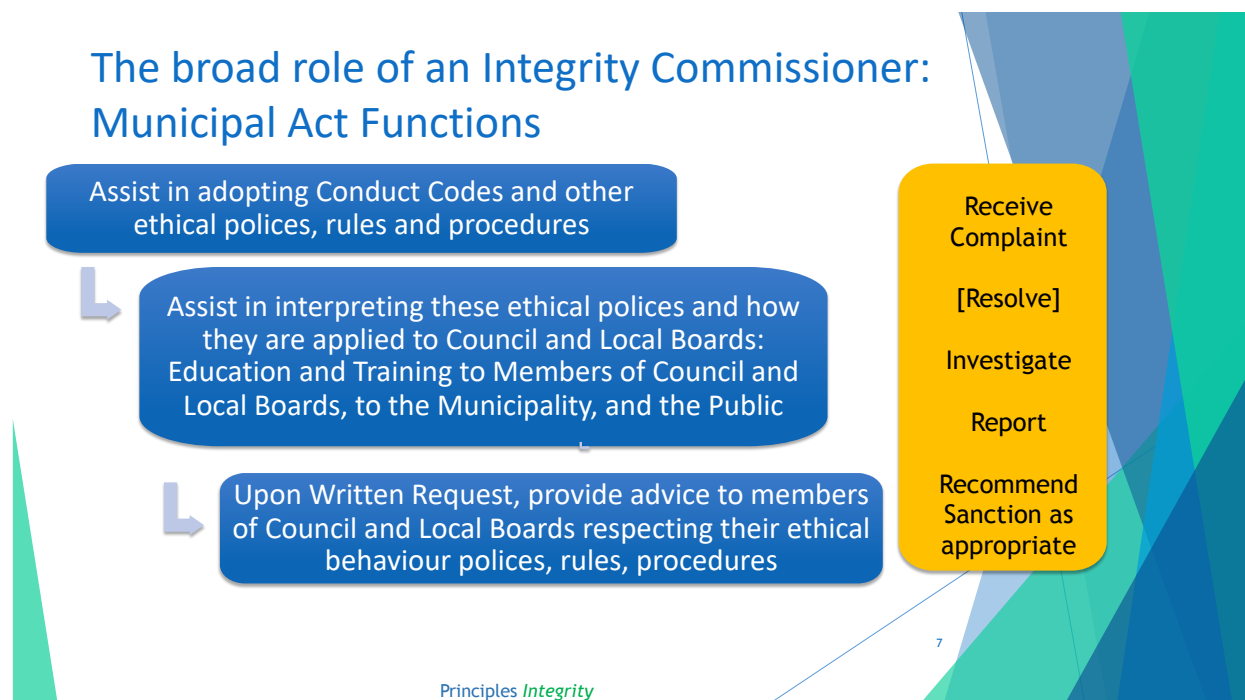 The broad role of an Integrity Commissioner:
Municipal Act Functions
Assist in adopting Conduct Codes and other
ethical polices, rules and procedures
Assist in interpreting these ethical polices and how
they are applied to Council and Local Boards:
Education and Training to Members of Council and
Local Boards, to the Municipality, and the Public
Upon Written Request, provide advice to members
of Council and Local Boards respecting their ethical
behaviour polices, rules, procedures
Receive
Complaint
[Resolve]
Investigate
Report
Recommend
Sanction as
appropriate
7
Principles Integrity